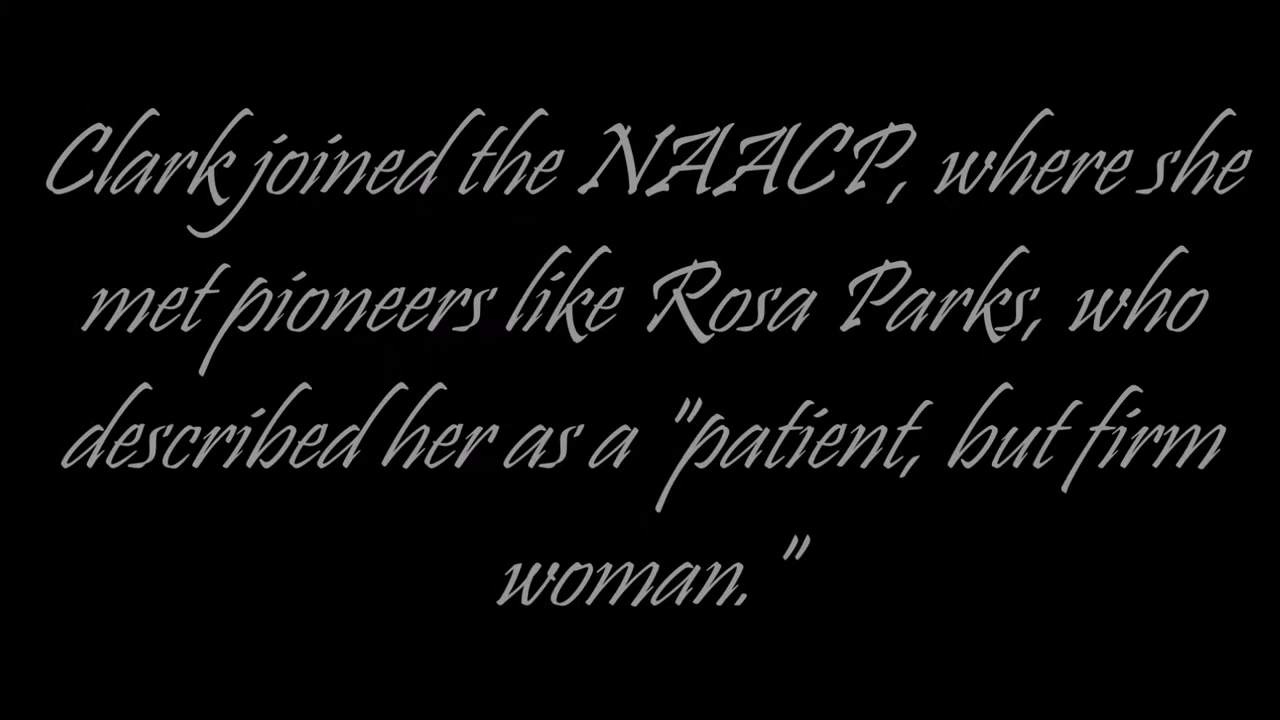 Clark joined the NAACP, where she
met pioneers like Rosa Parks, who
described her as a "patient, but firm
woman."